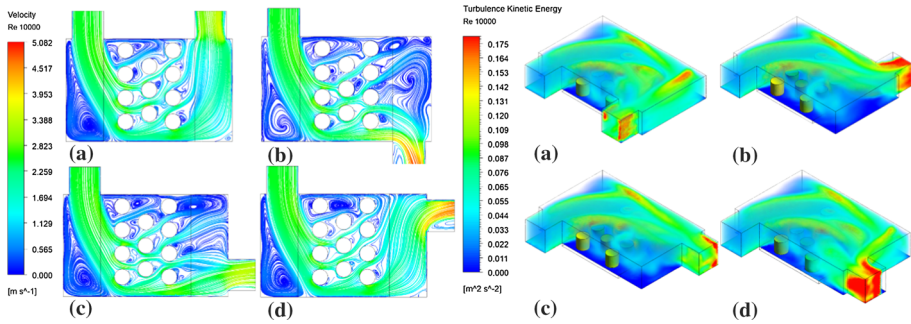 Velocity
Re 10000
5.082
4.517
3.953
3.388
2.823
2.259
1.694
1.129
0.565
0.000
[m s^-1]
(a)
(b)
(c)
(d)
Turbulence Kinetic Energy
Re 10000
0.175
0.164
0.153
0.142
0.131
0.120
0.109
0.098
0.087
0.076
0.065
0.055
0.044
0.033
0.022
0.011
0.000
[m^2 s^-2]
(a)
(b)
(c)
(d)